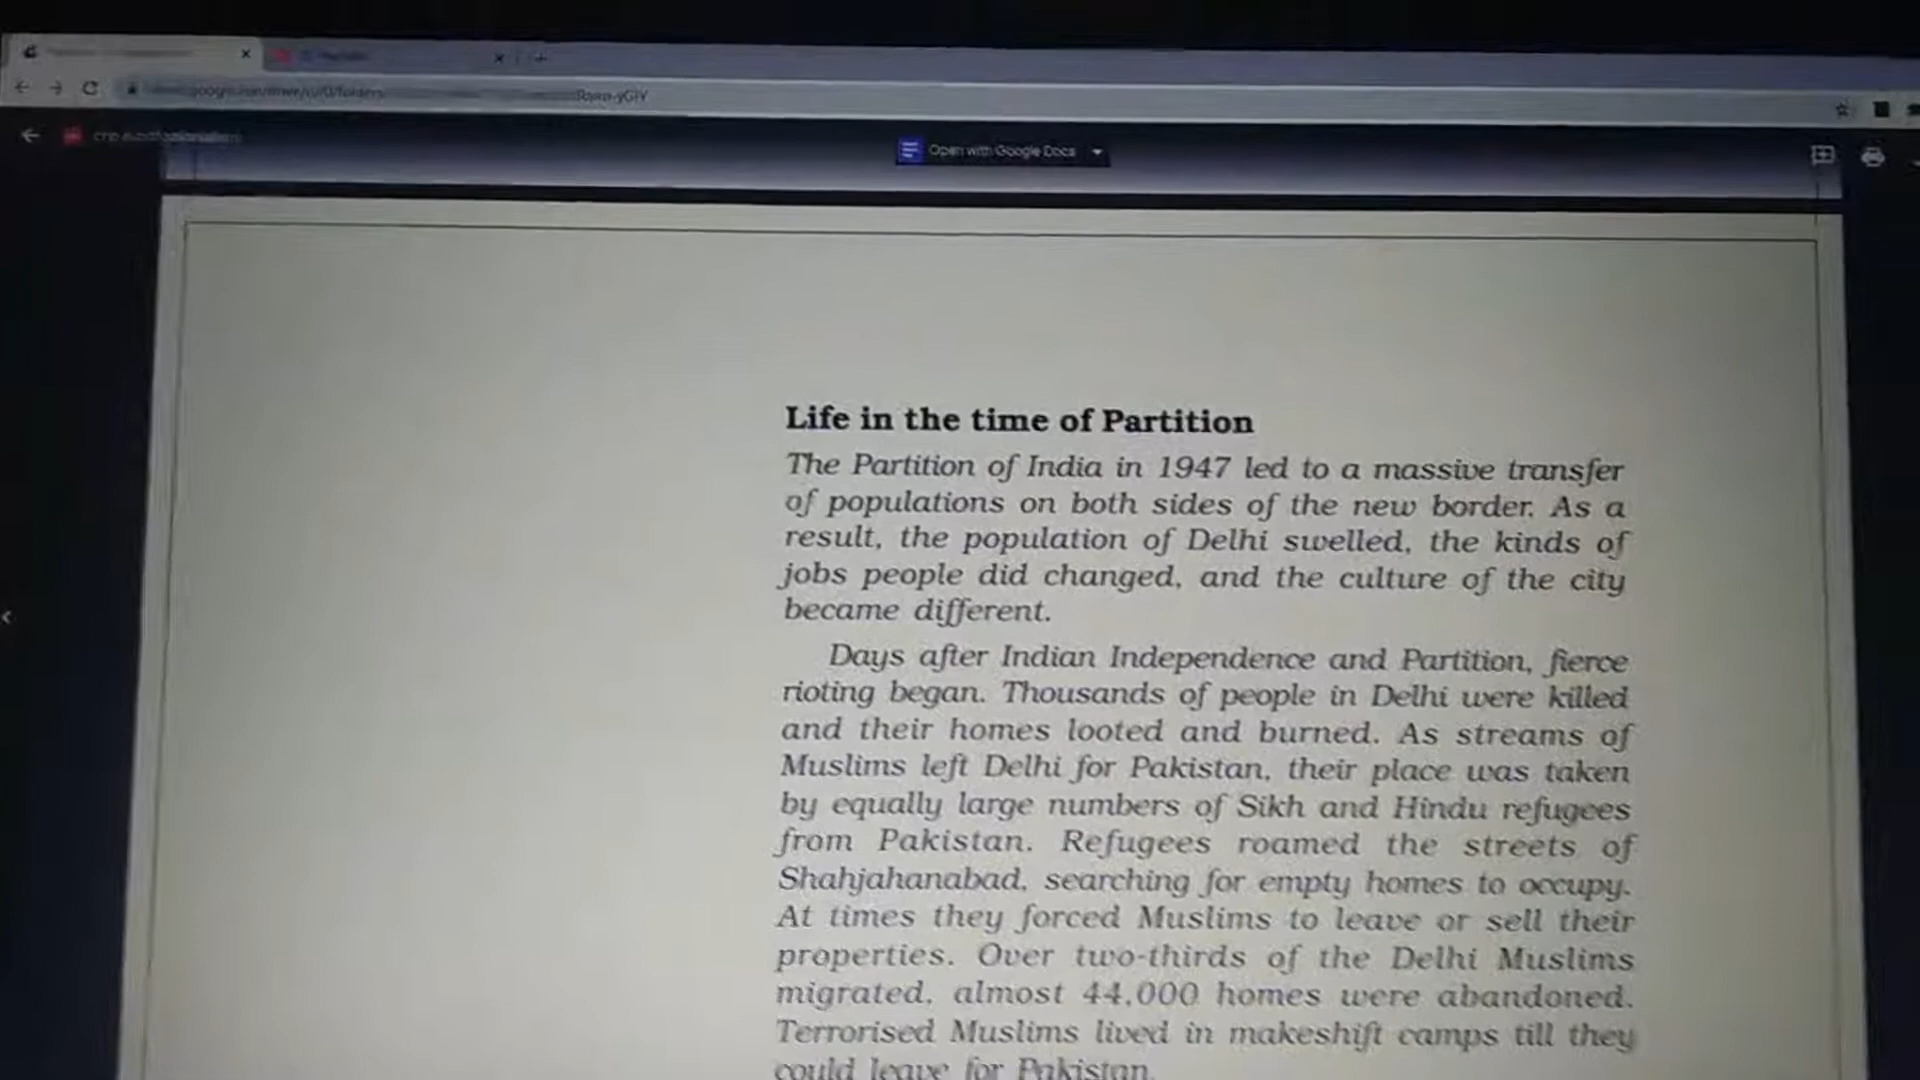 Open with Google Docs
Life in the time of Partition
The Partition of India in 1947 led to a massive transfer
of populations on both sides of the new border. As a
result, the population of Delhi swelled, the kinds of
jobs people did changed, and the culture of the city
became different.
Days after Indian Independence and Partition, fierce
rioting began. Thousands of people in Delhi were killed
and their homes looted and burned. As streams of
Muslims left Delhi for Pakistan, their place was taken
by equally large numbers of Sikh and Hindu refugees
from Pakistan. Refugees roamed the streets of
Shahjahanabad, searching for empty homes to occupy.
At times they forced Muslims to leave or sell their
properties. Over two-thirds of the Delhi Muslims
migrated, almost 44,000 homes were abandoned.
Terrorised Muslims lived in makeshift camps till they
could leave for Pakistan.